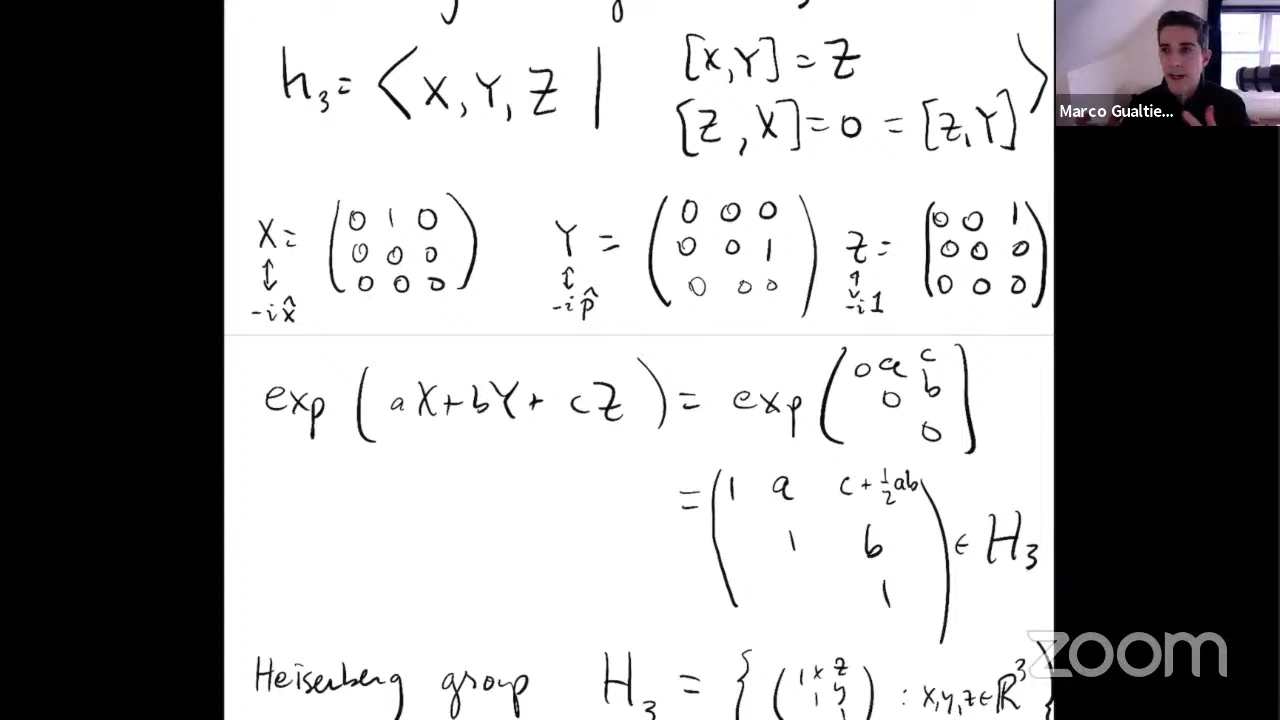 h₃ = ⟨ X, Y, Z | [X,Y] = Z ⟩
[Z,X] = 0 = [Z,Y]
Marco Gualtie...
X = (0 1 0; 0 0 0; 0 0 0) Y = (0 0 0; 0 0 1; 0 0 0) Z = (0 0 1; 0 0 0; 0 0 0)
↕ ↕ ↕
-i x̂ -i p̂ -i 1
exp ( aX + bY + cZ ) = exp (0 a c; 0 b; 0)
= (1 a c + ½ab; 1 b; 1) ∈ H₃
Heisenberg group H₃ = { (1 x z; 1 y; 1) : x,y,z ∈ ℝ³ }
zoom